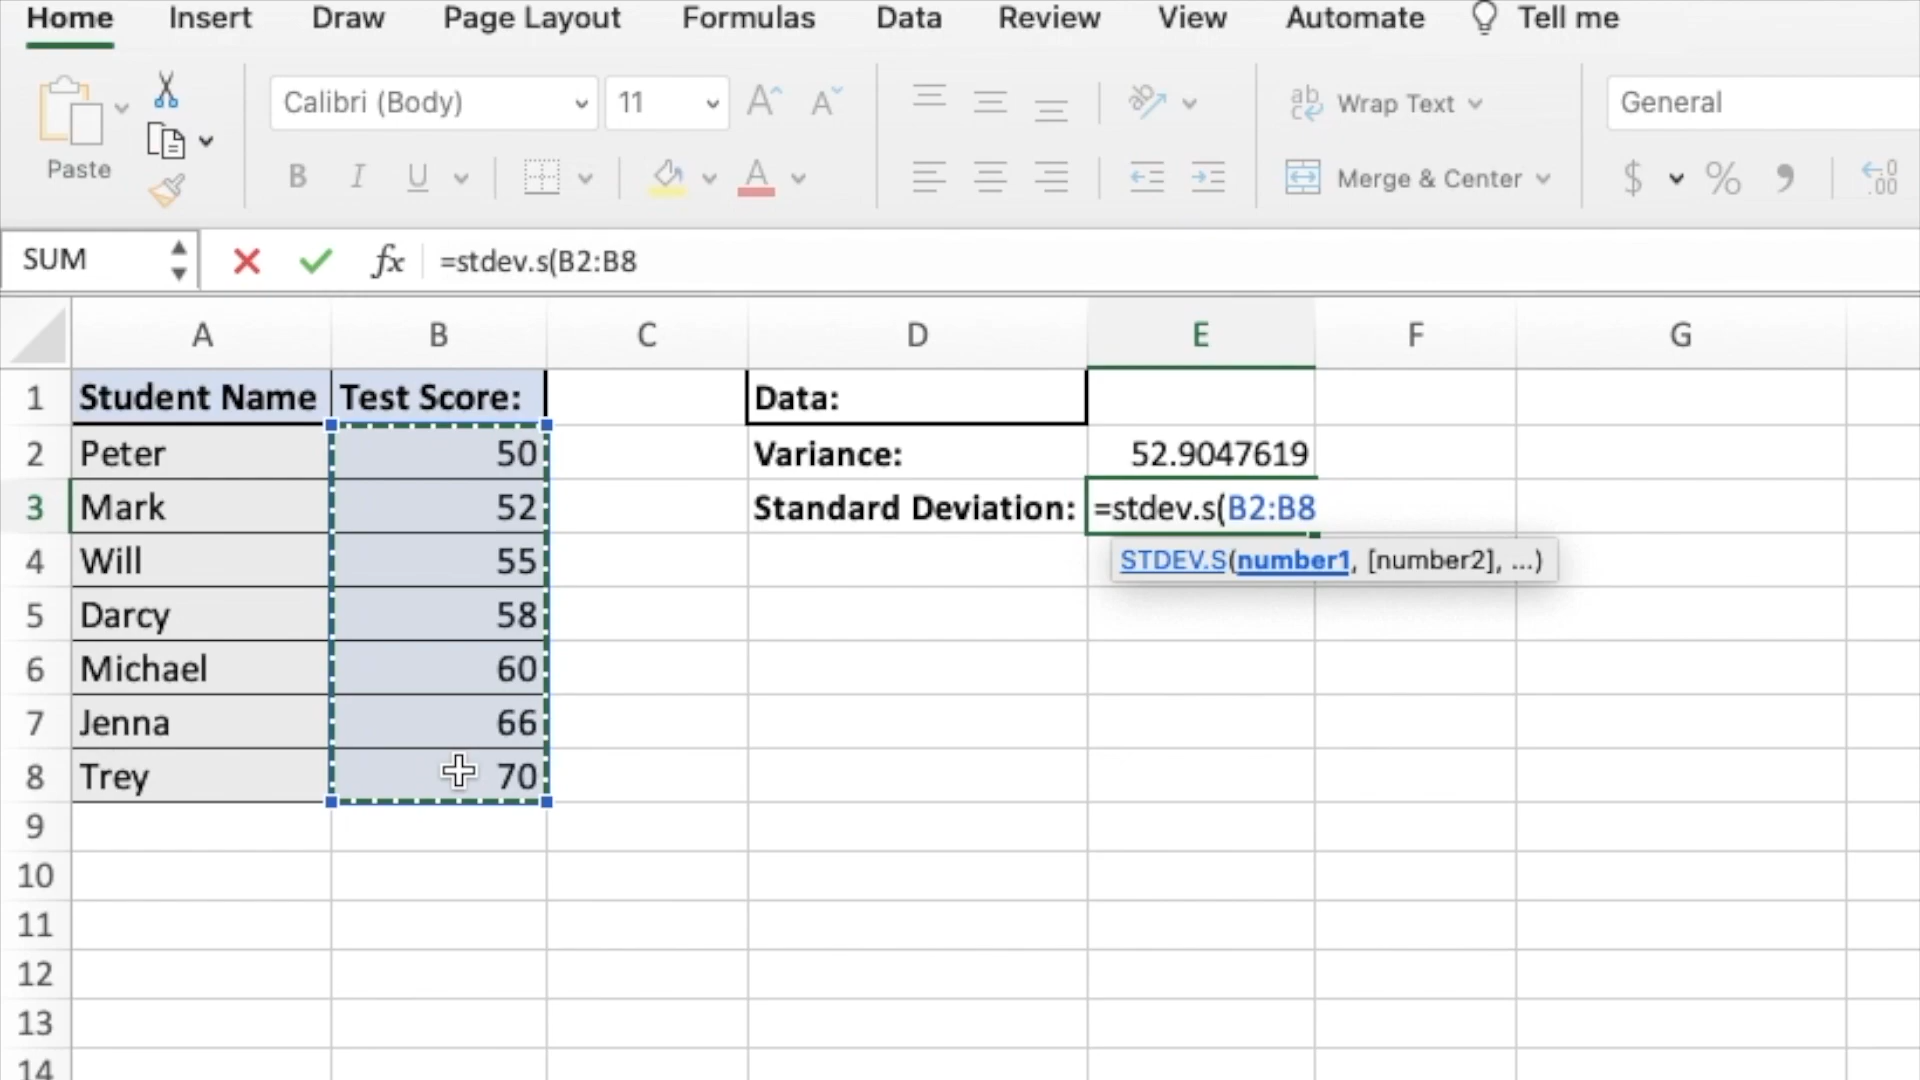 Home Insert Draw Page Layout Formulas Data Review View Automate Tell me
Calibri (Body) 11 A A ab Wrap Text General
Paste B I U A Merge & Center $ % , .00
SUM fx =stdev.s(B2:B8
A B C D E F G
1 Student Name Test Score: Data:
2 Peter 50 Variance: 52.9047619
3 Mark 52 Standard Deviation: =stdev.s(B2:B8
4 Will 55 STDEV.S(number1, [number2], ...)
5 Darcy 58
6 Michael 60
7 Jenna 66
8 Trey 70
9
10
11
12
13
14